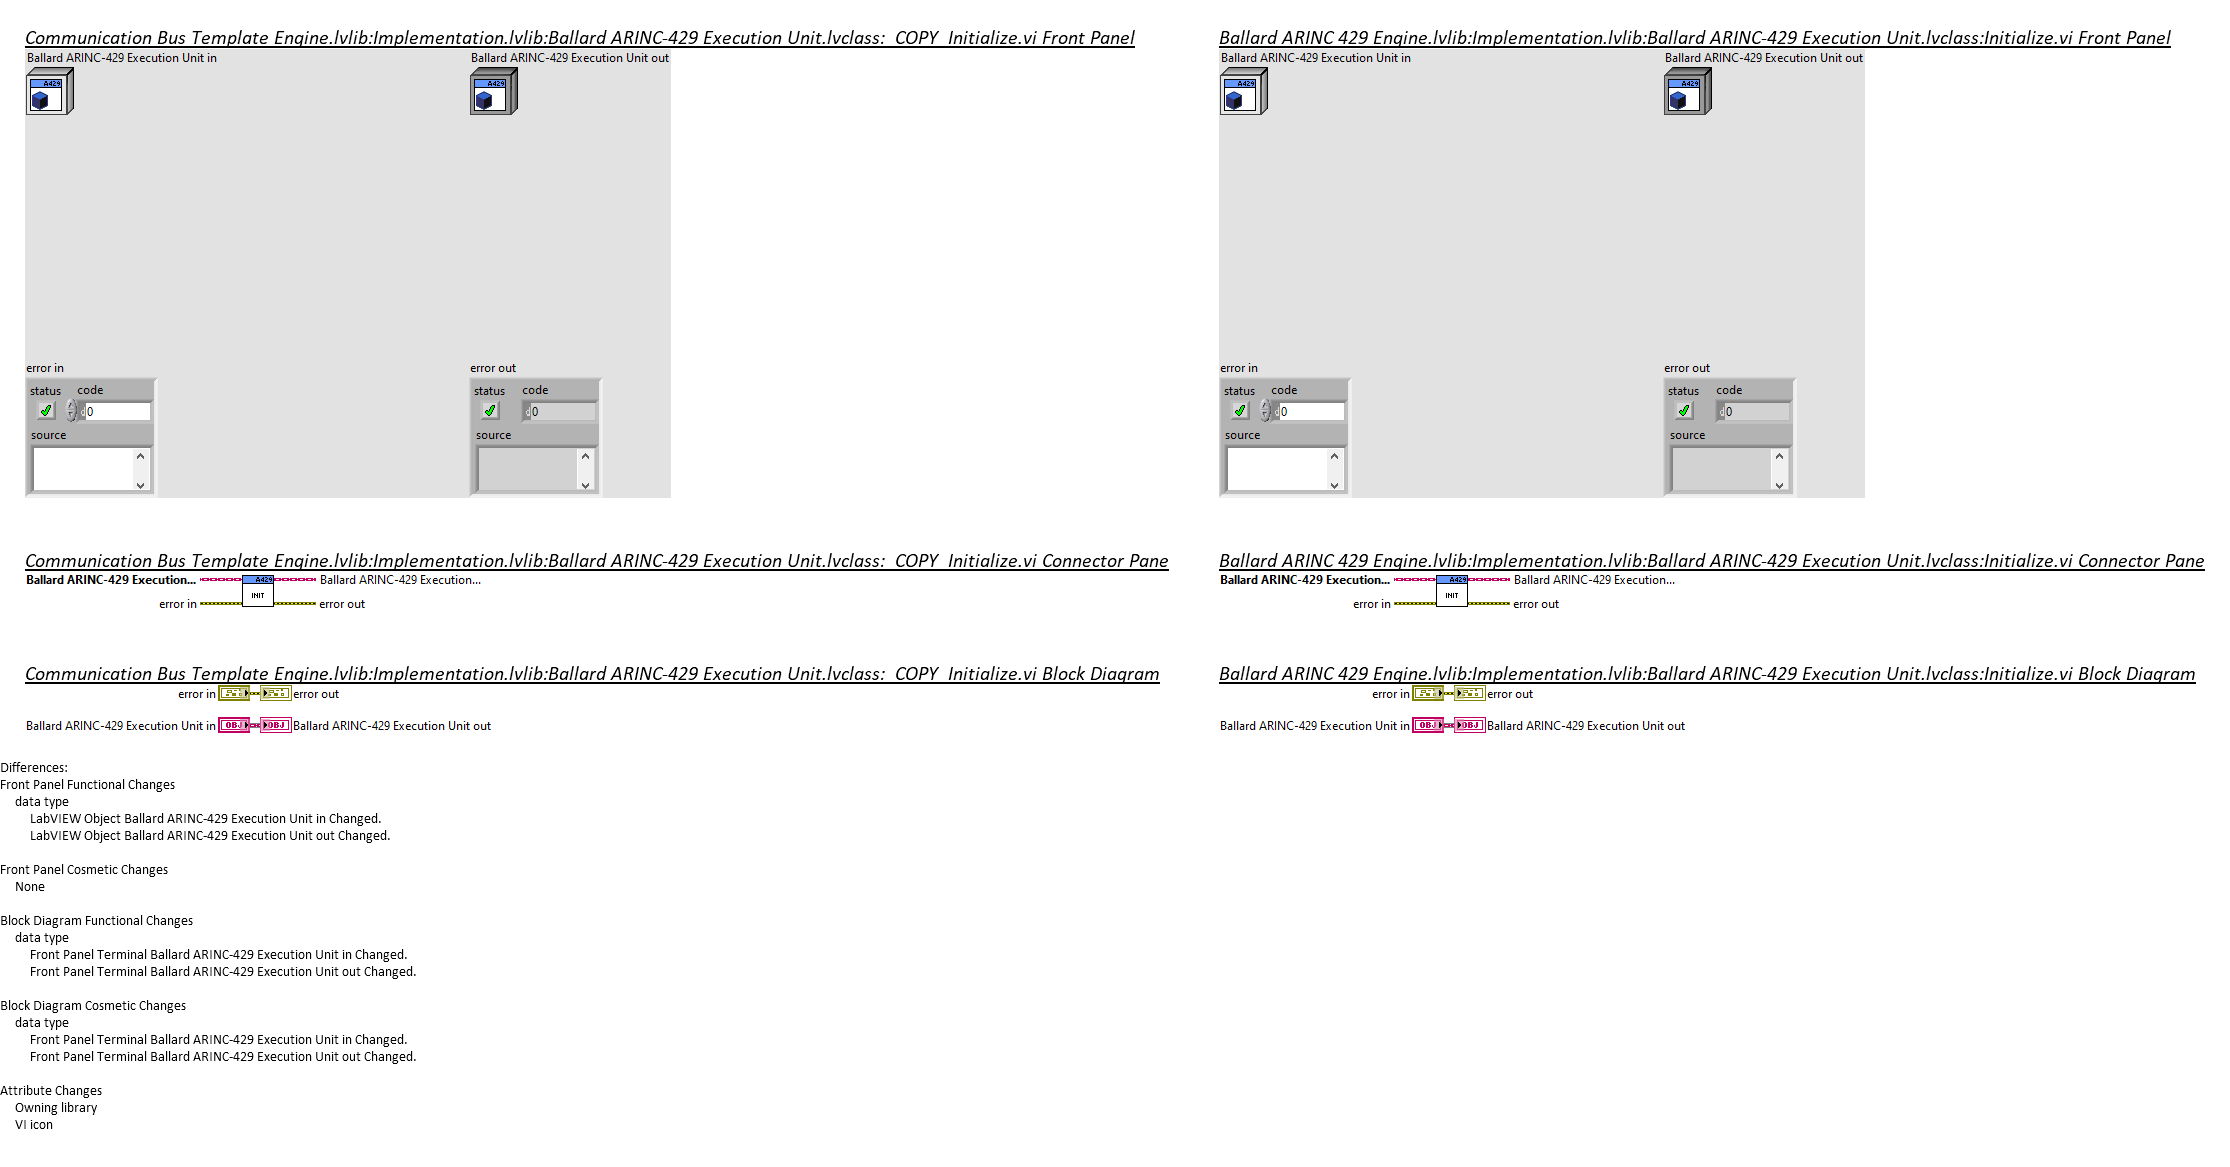 Communication Bus Template Engine.lvlib:Implementation.lvlib:Ballard ARINC-429 Execution Unit.lvclass:  COPY  Initialize.vi Front Panel
Ballard ARINC-429 Execution Unit in
Ballard ARINC-429 Execution Unit out
A429
A429
error in
error out
status code
status code
d 0
d 0
source
source
Ballard ARINC 429 Engine.lvlib:Implementation.lvlib:Ballard ARINC-429 Execution Unit.lvclass:Initialize.vi Front Panel
Ballard ARINC-429 Execution Unit in
Ballard ARINC-429 Execution Unit out
A429
A429
error in
error out
status code
status code
d 0
d 0
source
source
Communication Bus Template Engine.lvlib:Implementation.lvlib:Ballard ARINC-429 Execution Unit.lvclass:  COPY  Initialize.vi Connector Pane
Ballard ARINC-429 Execution...
A429
Ballard ARINC-429 Execution...
INIT
error in
error out
Ballard ARINC 429 Engine.lvlib:Implementation.lvlib:Ballard ARINC-429 Execution Unit.lvclass:Initialize.vi Connector Pane
Ballard ARINC-429 Execution...
A429
Ballard ARINC-429 Execution...
INIT
error in
error out
Communication Bus Template Engine.lvlib:Implementation.lvlib:Ballard ARINC-429 Execution Unit.lvclass:  COPY  Initialize.vi Block Diagram
error in
error out
Ballard ARINC-429 Execution Unit in
OBJ
OBJ
Ballard ARINC-429 Execution Unit out
Ballard ARINC 429 Engine.lvlib:Implementation.lvlib:Ballard ARINC-429 Execution Unit.lvclass:Initialize.vi Block Diagram
error in
error out
Ballard ARINC-429 Execution Unit in
OBJ
OBJ
Ballard ARINC-429 Execution Unit out
Differences:
Front Panel Functional Changes
data type
LabVIEW Object Ballard ARINC-429 Execution Unit in Changed.
LabVIEW Object Ballard ARINC-429 Execution Unit out Changed.
Front Panel Cosmetic Changes
None
Block Diagram Functional Changes
data type
Front Panel Terminal Ballard ARINC-429 Execution Unit in Changed.
Front Panel Terminal Ballard ARINC-429 Execution Unit out Changed.
Block Diagram Cosmetic Changes
data type
Front Panel Terminal Ballard ARINC-429 Execution Unit in Changed.
Front Panel Terminal Ballard ARINC-429 Execution Unit out Changed.
Attribute Changes
Owning library
VI icon